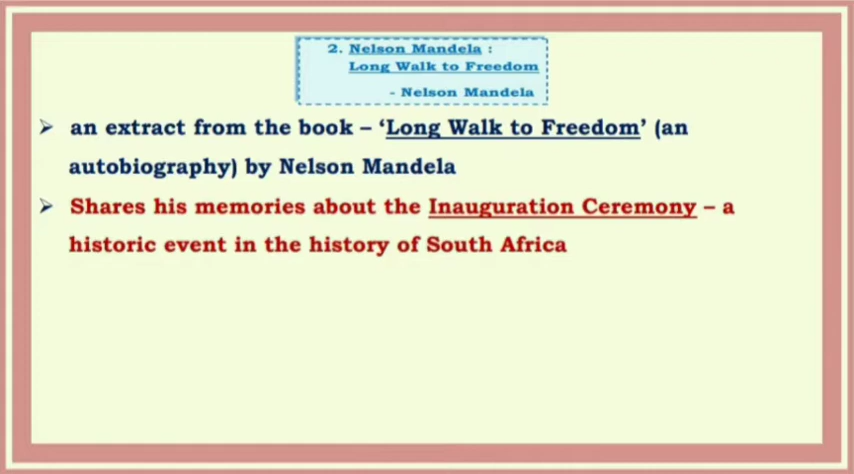 2. Nelson Mandela :
Long Walk to Freedom
- Nelson Mandela
➢ an extract from the book – ‘Long Walk to Freedom’ (an
autobiography) by Nelson Mandela
➢ Shares his memories about the Inauguration Ceremony – a
historic event in the history of South Africa